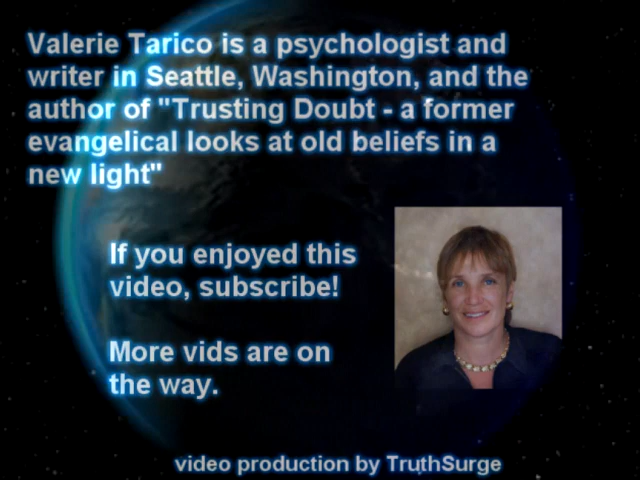 Valerie Tarico is a psychologist and
writer in Seattle, Washington, and the
author of "Trusting Doubt - a former
evangelical looks at old beliefs in a
new light"
If you enjoyed this
video, subscribe!
More vids are on
the way.
video production by TruthSurge